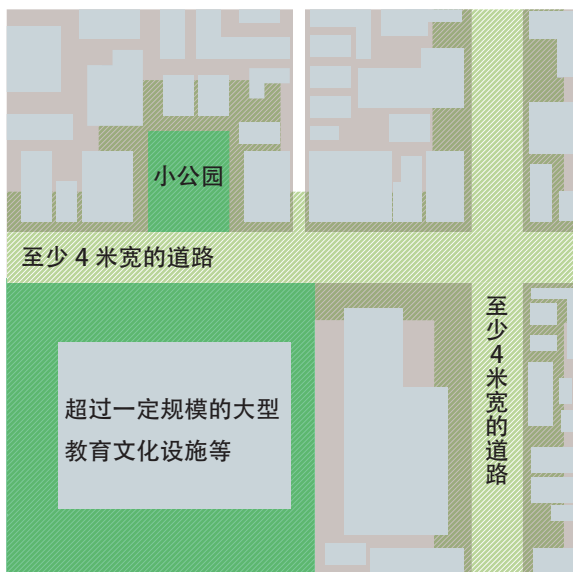 小公园
至少 4 米宽的道路
至少4米宽的道路
超过一定规模的大型
教育文化设施等